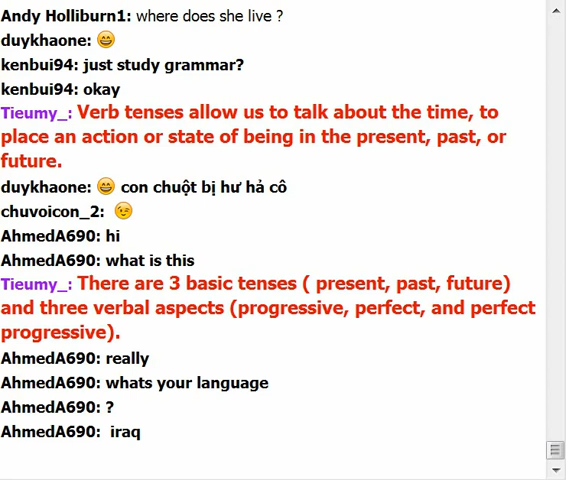 Andy Holliburn1: where does she live ?
duykhaone: 😄
kenbui94: just study grammar?
kenbui94: okay
Tieumy_: Verb tenses allow us to talk about the time, to
place an action or state of being in the present, past, or
future.
duykhaone: 😄 con chuột bị hư hả cô
chuvoicon_2: 😉
AhmedA690: hi
AhmedA690: what is this
Tieumy_: There are 3 basic tenses ( present, past, future)
and three verbal aspects (progressive, perfect, and perfect
progressive).
AhmedA690: really
AhmedA690: whats your language
AhmedA690: ?
AhmedA690: iraq